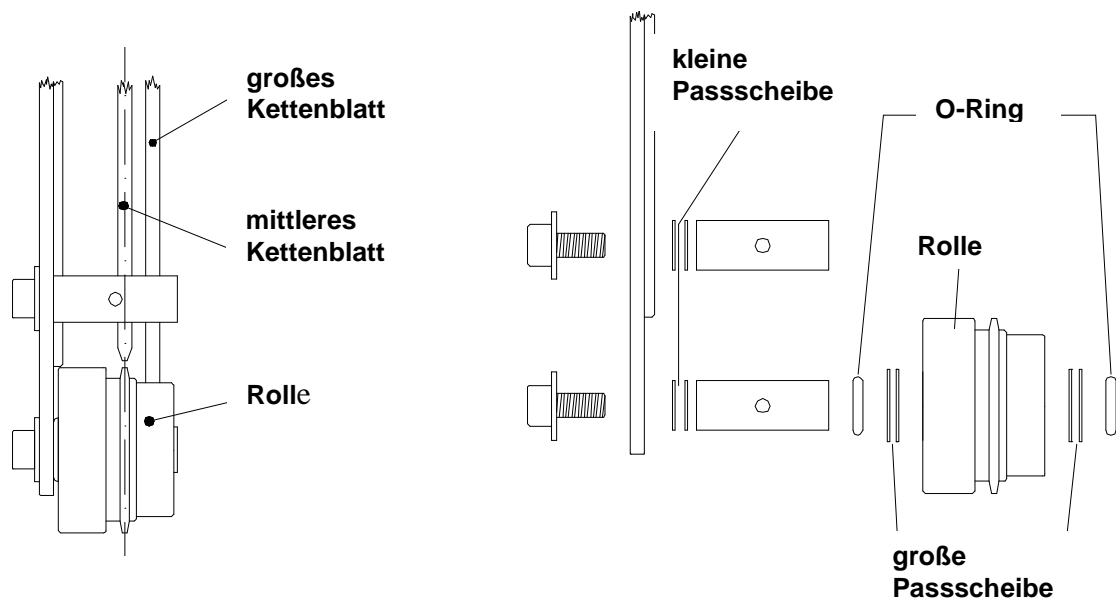 großes
Kettenblatt
mittleres
Kettenblatt
Rolle
kleine
Passscheibe
O-Ring
Rolle
große
Passscheibe